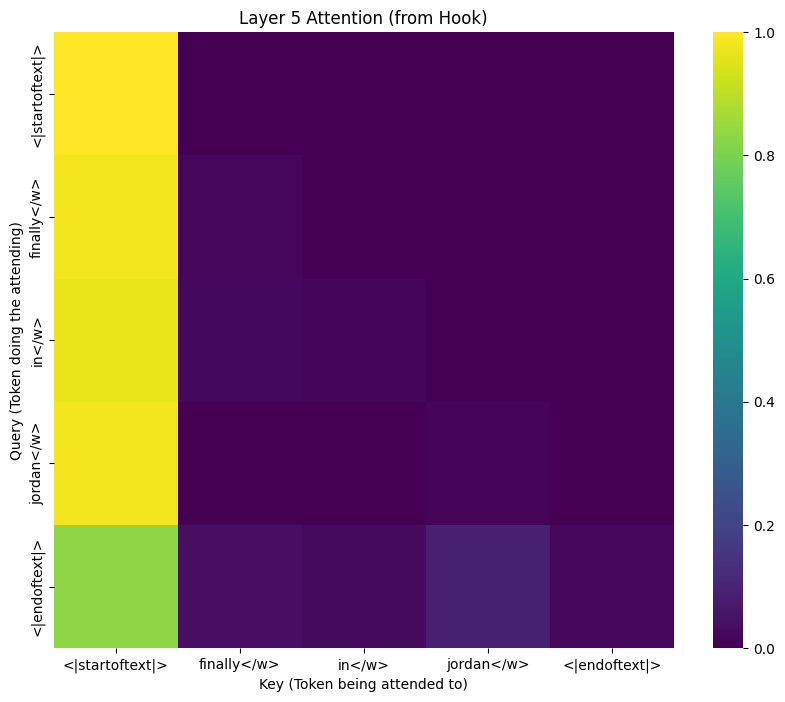 Layer 5 Attention (from Hook)
Query (Token doing the attending)
<|startoftext|>
finally</w>
in</w>
jordan</w>
<|endoftext|>
<|startoftext|>
finally</w>
in</w>
jordan</w>
<|endoftext|>
Key (Token being attended to)
1.0
0.8
0.6
0.4
0.2
0.0